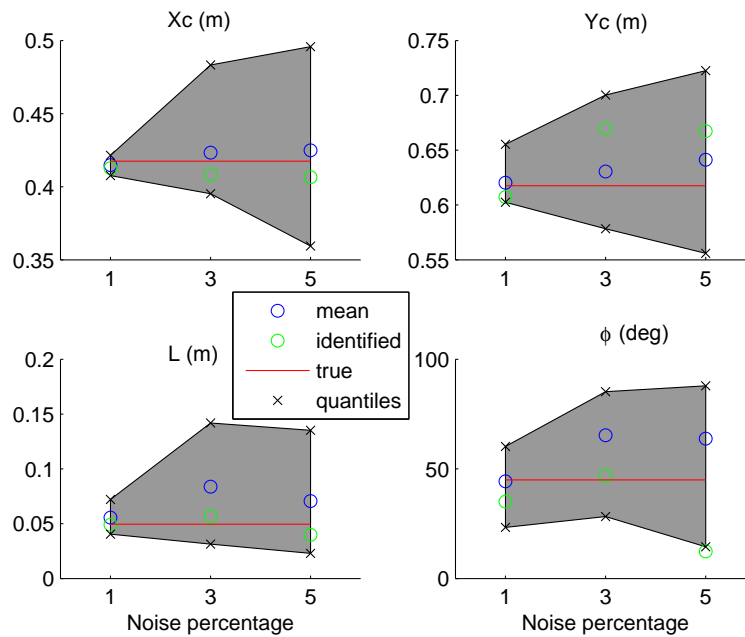 Xc (m)
0.5
0.45
0.4
0.35
1 3 5
Yc (m)
0.75
0.7
0.65
0.6
0.55
1 3 5
mean
identified
true
quantiles
L (m)
0.2
0.15
0.1
0.05
0
1 3 5
Noise percentage
ϕ (deg)
100
50
0
1 3 5
Noise percentage